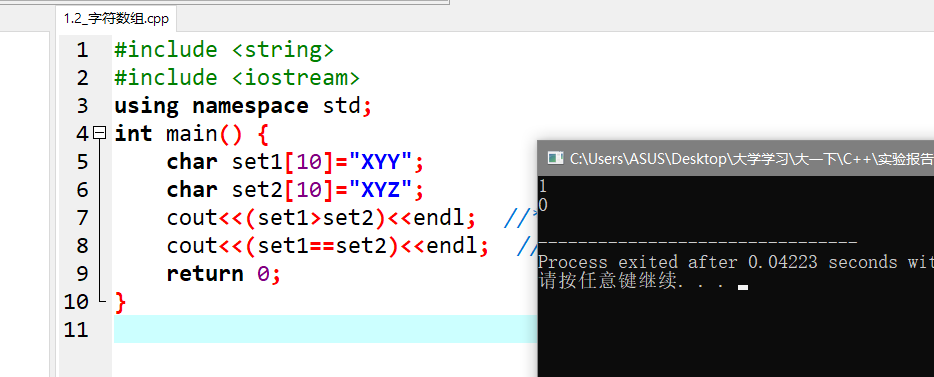 1.2_字符数组.cpp
1 #include <string>
2 #include <iostream>
3 using namespace std;
4 int main() {
5 char set1[10]="XYY";
6 char set2[10]="XYZ";
7 cout<<(set1>set2)<<endl; //
8 cout<<(set1==set2)<<endl; //
9 return 0;
10 }
11
C:\Users\ASUS\Desktop\大学学习\大一下\C++\实验报告
1
0
--------------------------------
Process exited after 0.04223 seconds wit
请按任意键继续. . .